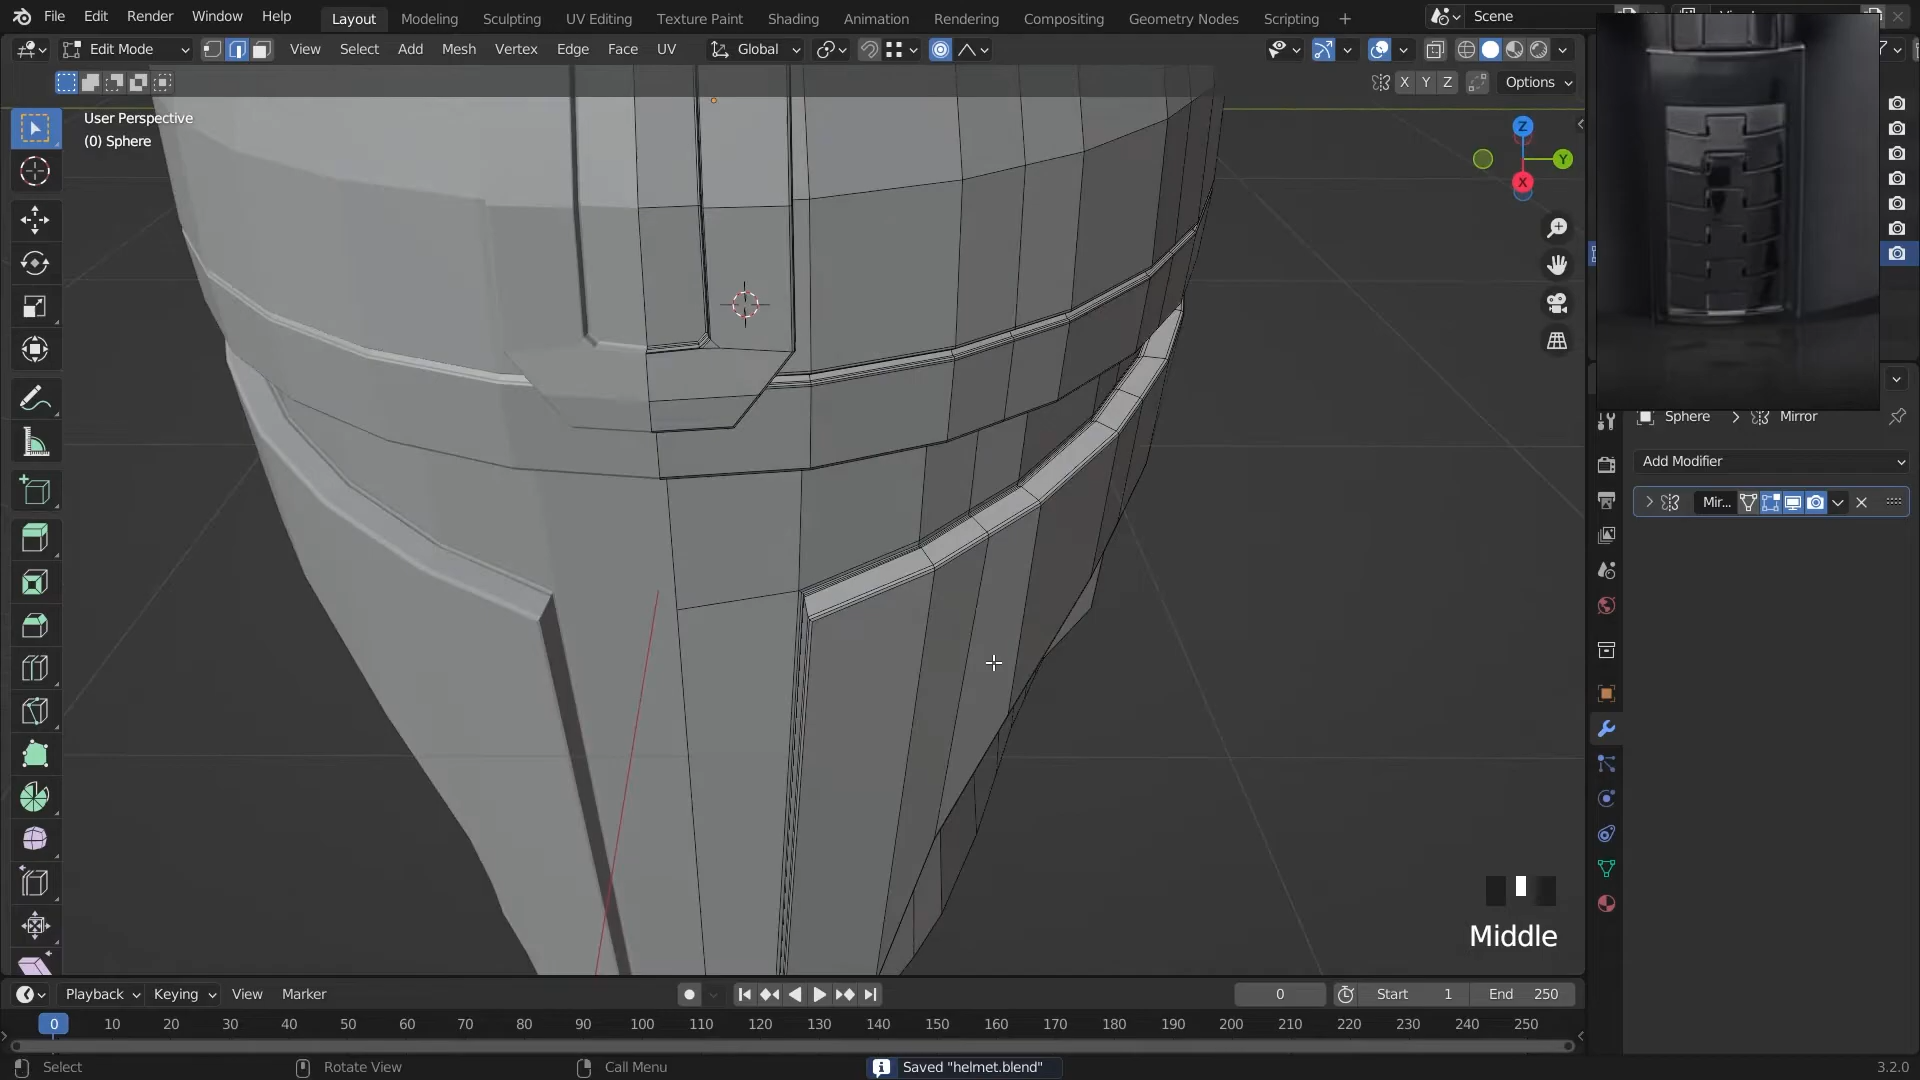 File Edit Render Window Help Layout Modeling Sculpting UV Editing Texture Paint Shading Animation Rendering Compositing Geometry Nodes Scripting + Scene
Edit Mode View Select Add Mesh Vertex Edge Face UV Global
X Y Z Options
User Perspective
(0) Sphere
Z
Y
X
Sphere > Mirror
Add Modifier
Mir...
Middle
Playback Keying View Marker 0 Start 1 End 250
0 10 20 30 40 50 60 70 80 90 100 110 120 130 140 150 160 170 180 190 200 210 220 230 240 250
Select Rotate View Call Menu Saved "helmet.blend" 3.2.0